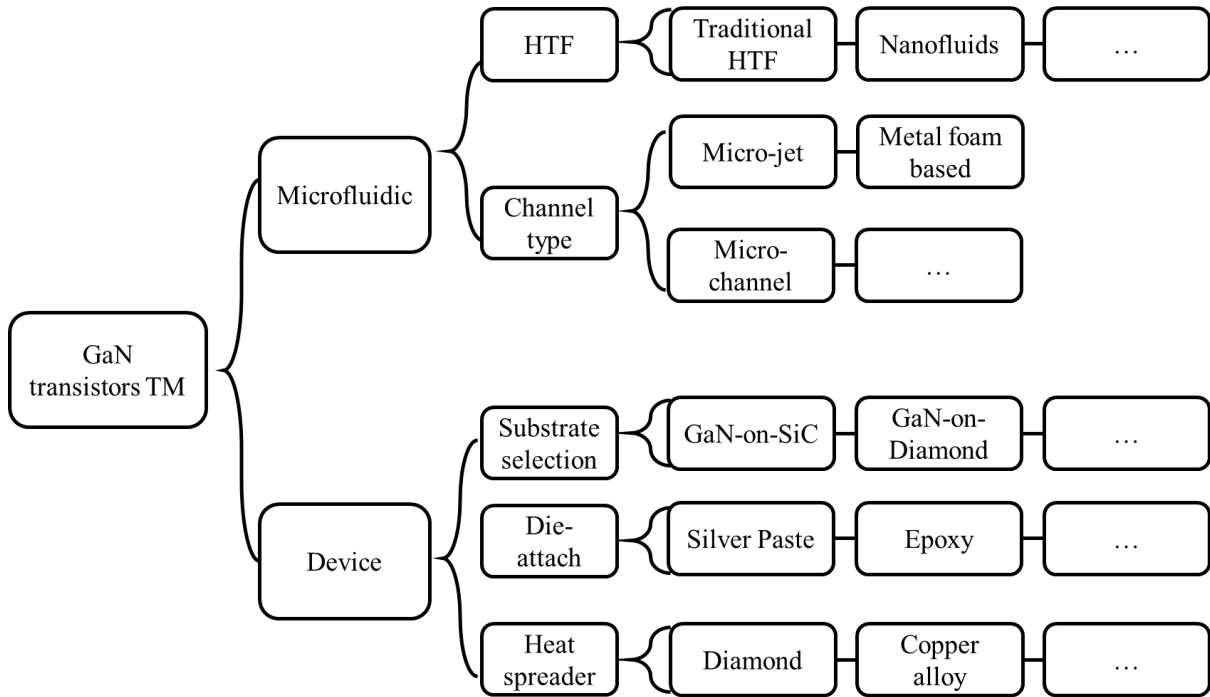 HTF
Traditional
HTF
Nanofluids
…
Microfluidic
Micro-jet
Metal foam
based
Channel
type
Micro-
channel
…
GaN
transistors TM
Substrate
selection
GaN-on-SiC
GaN-on-
Diamond
…
Device
Die-
attach
Silver Paste
Epoxy
…
Heat
spreader
Diamond
Copper
alloy
…